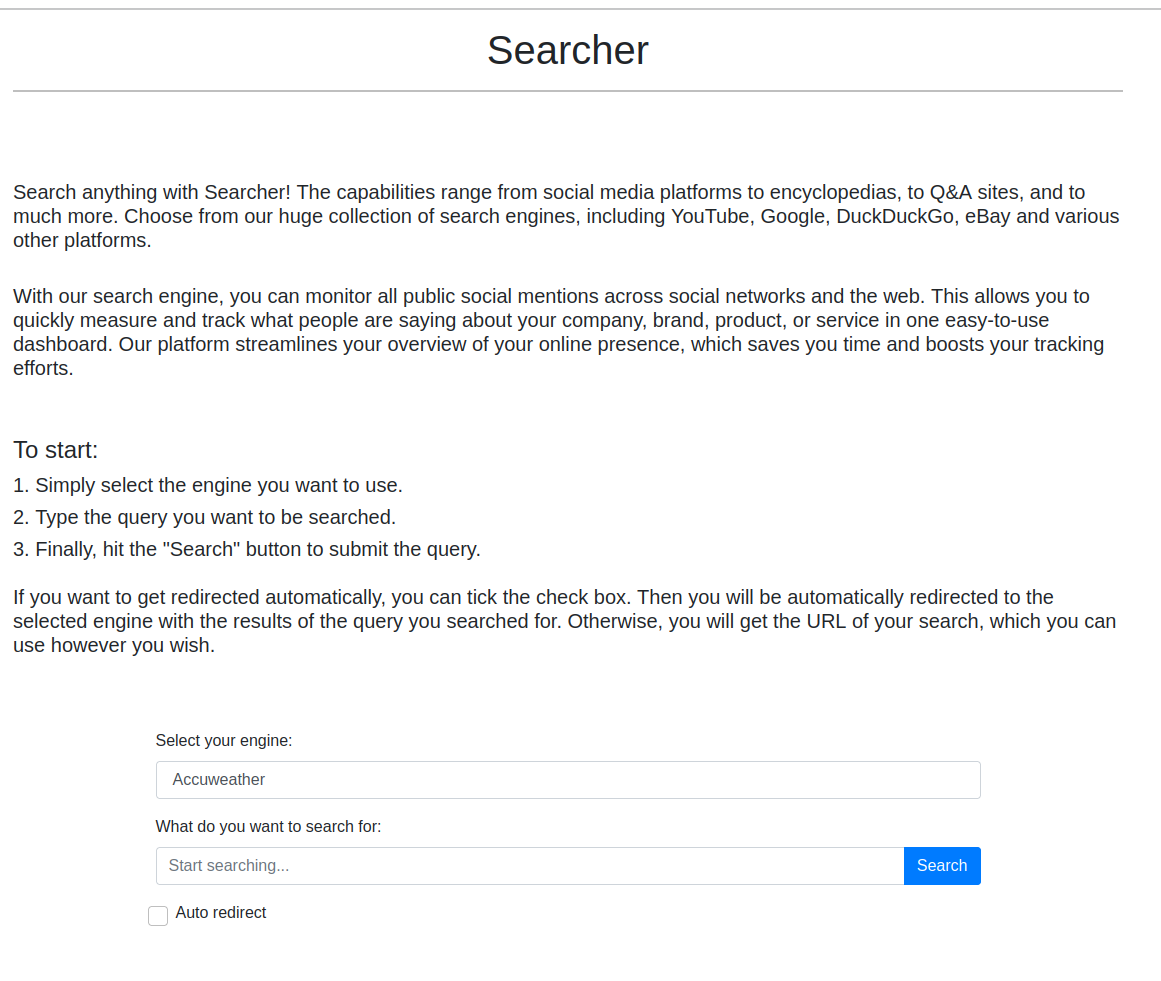 Searcher
Search anything with Searcher! The capabilities range from social media platforms to encyclopedias, to Q&A sites, and to
much more. Choose from our huge collection of search engines, including YouTube, Google, DuckDuckGo, eBay and various
other platforms.
With our search engine, you can monitor all public social mentions across social networks and the web. This allows you to
quickly measure and track what people are saying about your company, brand, product, or service in one easy-to-use
dashboard. Our platform streamlines your overview of your online presence, which saves you time and boosts your tracking
efforts.
To start:
1. Simply select the engine you want to use.
2. Type the query you want to be searched.
3. Finally, hit the "Search" button to submit the query.
If you want to get redirected automatically, you can tick the check box. Then you will be automatically redirected to the
selected engine with the results of the query you searched for. Otherwise, you will get the URL of your search, which you can
use however you wish.
Select your engine:
Accuweather
What do you want to search for:
Start searching... Search
Auto redirect